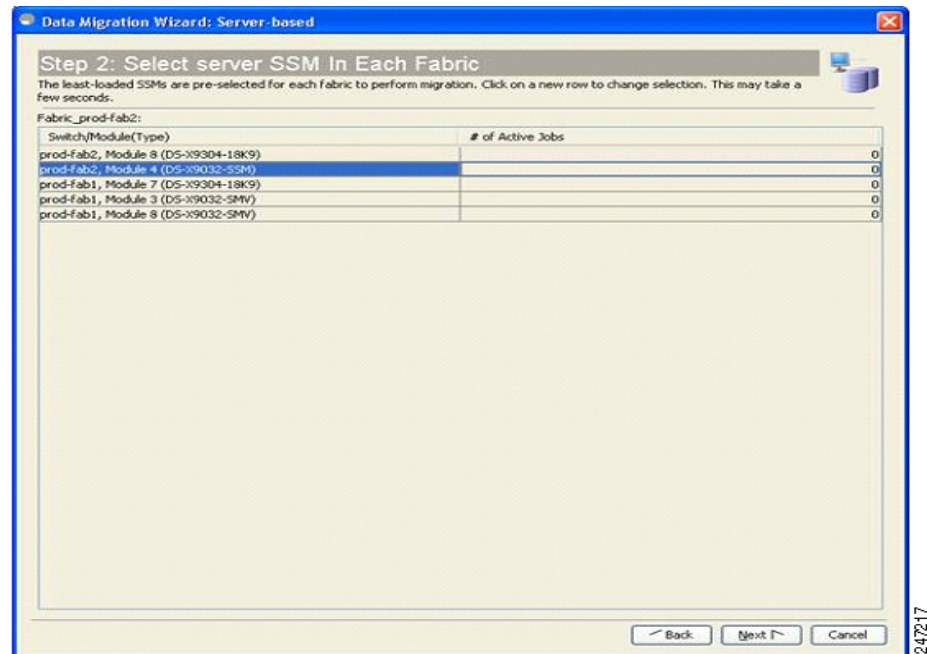 Data Migration Wizard: Server-based
Step 2: Select server SSM In Each Fabric
The least-loaded SSMs are pre-selected for each fabric to perform migration. Click on a new row to change selection. This may take a
few seconds.
Fabric_prod-fab2:
Switch/Module(Type) # of Active Jobs
prod-fab2, Module 8 (DS-X9304-18K9) 0
prod-fab2, Module 4 (DS-X9032-SSM) 0
prod-fab1, Module 7 (DS-X9304-18K9) 0
prod-fab1, Module 3 (DS-X9032-SMV) 0
prod-fab1, Module 8 (DS-X9032-SMV) 0
Back Next Cancel
247217